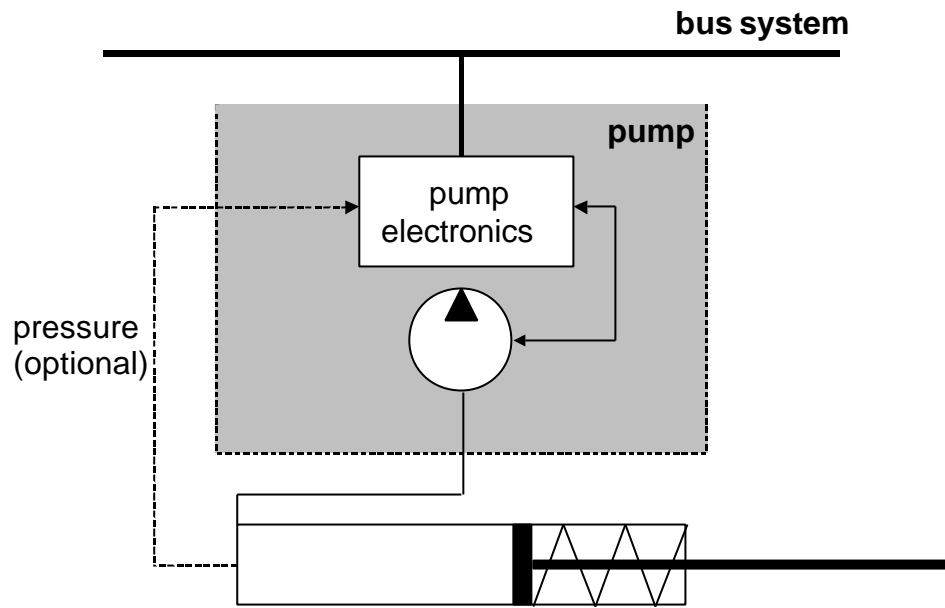 bus system
pump
pump
electronics
pressure
(optional)